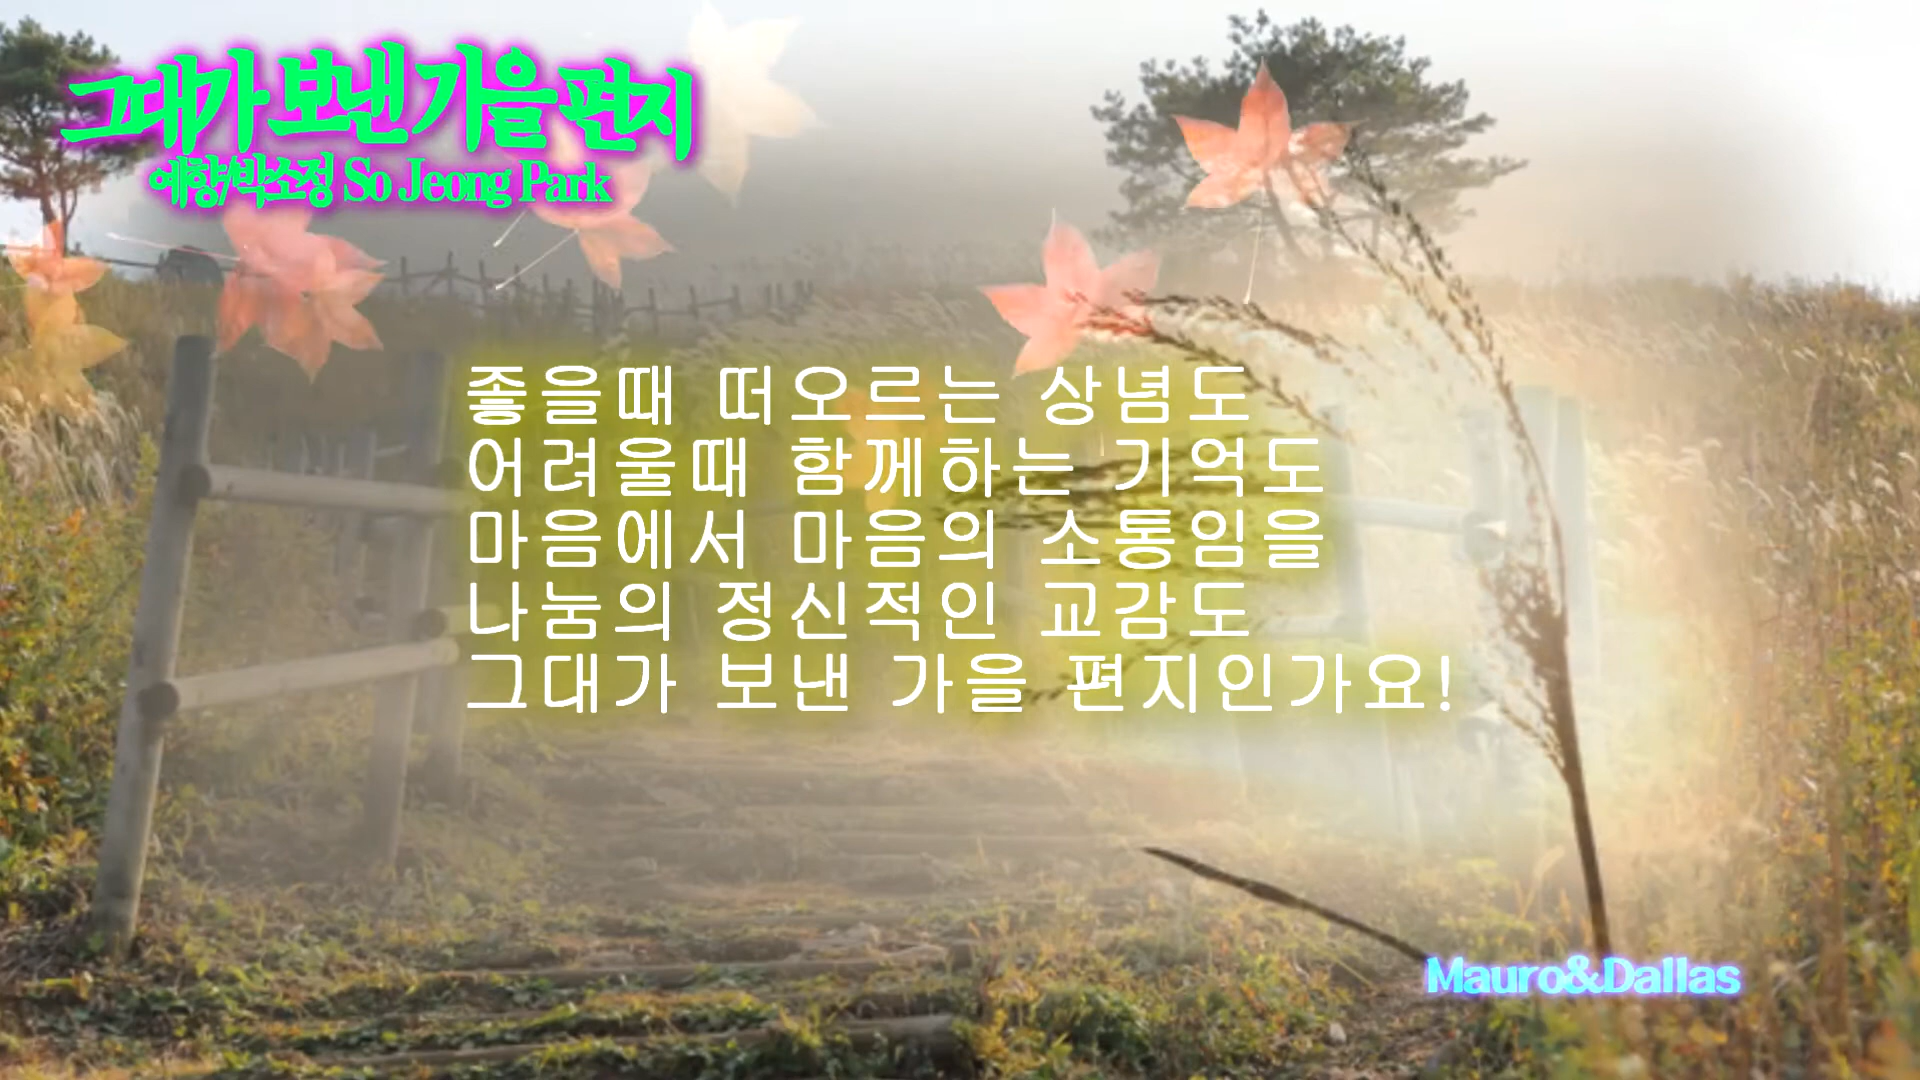 그대가 보낸 가을 편지
예향/박소정 So Jeong Park
좋을때 떠오르는 상념도
어려울때 함께하는 기억도
마음에서 마음의 소통임을
나눔의 정신적인 교감도
그대가 보낸 가을 편지인가요!
Mauro&Dallas